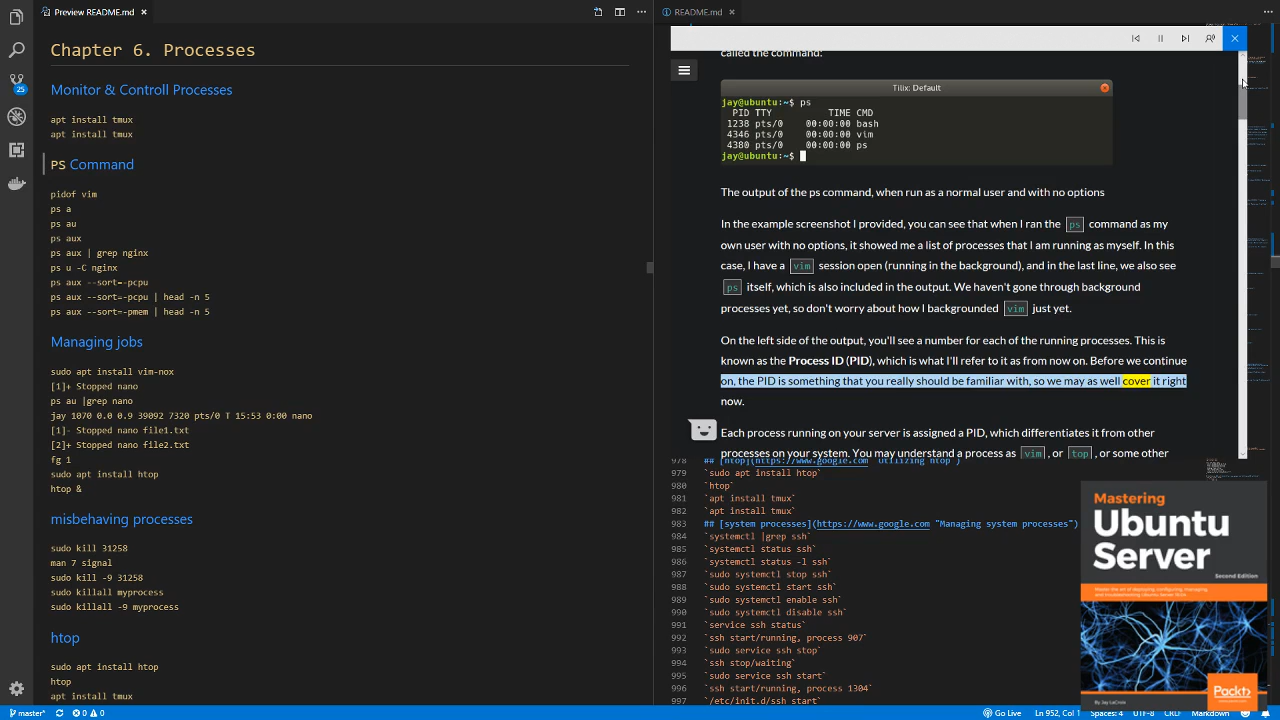 Preview README.md
README.md
Chapter 6. Processes
Monitor & Controll Processes
apt install tmux
apt install tmux
PS Command
pidof vim
ps a
ps au
ps aux
ps aux | grep nginx
ps u -C nginx
ps aux --sort=-pcpu
ps aux --sort=-pcpu | head -n 5
ps aux --sort=-pmem | head -n 5
Managing jobs
sudo apt install vim-nox
[1]+ Stopped nano
ps au |grep nano
jay 1070 0.0 0.9 39092 7320 pts/0 T 15:53 0:00 nano
[1]- Stopped nano file1.txt
[2]+ Stopped nano file2.txt
fg 1
sudo apt install htop
htop &
misbehaving processes
sudo kill 31258
man 7 signal
sudo kill -9 31258
sudo killall myprocess
sudo killall -9 myprocess
htop
sudo apt install htop
htop
apt install tmux
called the command:
Tilix: Default
jay@ubuntu:~$ ps
PID TTY TIME CMD
1238 pts/0 00:00:00 bash
4346 pts/0 00:00:00 vim
4380 pts/0 00:00:00 ps
jay@ubuntu:~$
The output of the ps command, when run as a normal user and with no options
In the example screenshot I provided, you can see that when I ran the ps command as my
own user with no options, it showed me a list of processes that I am running as myself. In this
case, I have a vim session open (running in the background), and in the last line, we also see
ps itself, which is also included in the output. We haven't gone through background
processes yet, so don't worry about how I backgrounded vim just yet.
On the left side of the output, you'll see a number for each of the running processes. This is
known as the Process ID (PID), which is what I'll refer to it as from now on. Before we continue
on, the PID is something that you really should be familiar with, so we may as well cover it right
now.
Each process running on your server is assigned a PID, which differentiates it from other
processes on your system. You may understand a process as vim, or top, or some other
978 ## [htop](https://www.google.com "utilizing htop")
979 `sudo apt install htop`
980 `htop`
981 `apt install tmux`
982 `apt install tmux`
983 ## [system processes](https://www.google.com "Managing system processes")
984 `systemctl |grep ssh`
985 `systemctl status ssh`
986 `systemctl status -l ssh`
987 `sudo systemctl stop ssh`
988 `sudo systemctl start ssh`
989 `sudo systemctl enable ssh`
990 `sudo systemctl disable ssh`
991 `service ssh status`
992 `ssh start/running, process 907`
993 `sudo service ssh stop`
994 `ssh stop/waiting`
995 `sudo service ssh start`
996 `ssh start/running, process 1304`
997 `/etc/init.d/ssh start`
Mastering
Ubuntu
Server
Second Edition
Packt>
By Jay LaCroix
25
master*
0 0
Go Live
Ln 952, Col 1
Spaces: 4
UTF-8
CRLF
Markdown